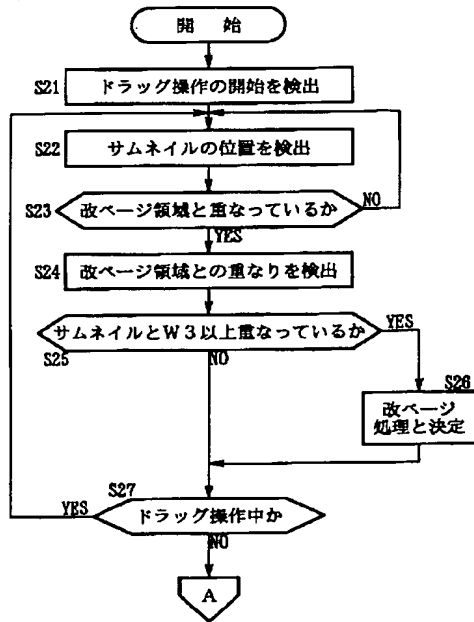 開 始
S21
ドラッグ操作の開始を検出
S22
サムネイルの位置を検出
S23
改ページ領域と重なっているか
NO
YES
S24
改ページ領域との重なりを検出
サムネイルとW3以上重なっているか
YES
S25
NO
S26
改ページ
処理と決定
S27
YES
ドラッグ操作中か
NO
A